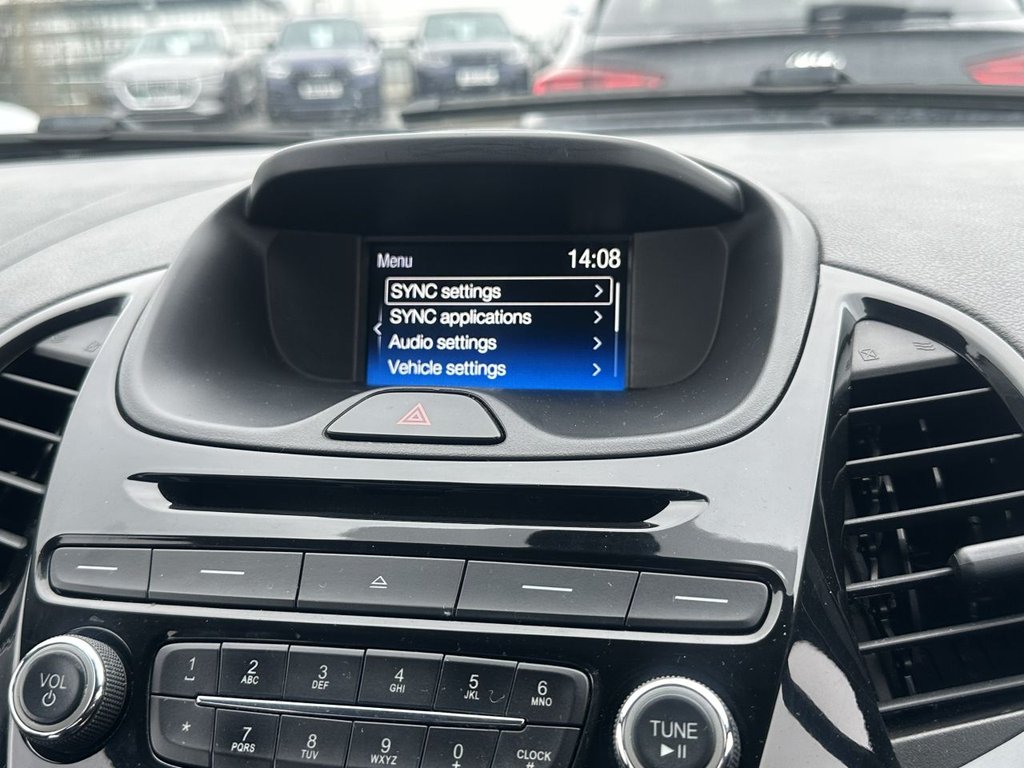 Menu 14:08
SYNC settings
SYNC applications
Audio settings
Vehicle settings
VOL
1
2 ABC
3 DEF
4 GHI
5 JKL
6 MNO
*
7 PQRS
8 TUV
9 WXYZ
0 +
CLOCK #
TUNE